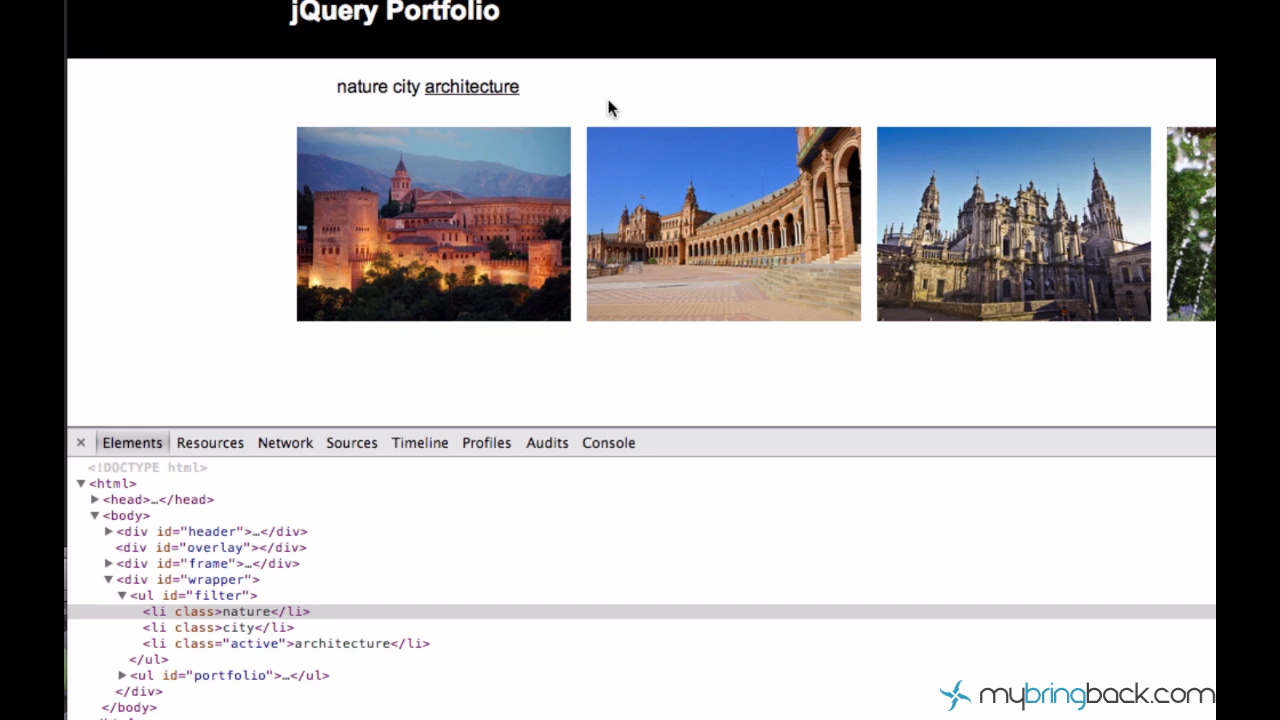 jQuery Portfolio
nature city architecture
× Elements Resources Network Sources Timeline Profiles Audits Console
<!DOCTYPE html>
▼<html>
▶<head>…</head>
▼<body>
▶<div id="header">…</div>
<div id="overlay"></div>
▶<div id="frame">…</div>
▼<div id="wrapper">
▼<ul id="filter">
<li class>nature</li>
<li class>city</li>
<li class="active">architecture</li>
</ul>
▶<ul id="portfolio">…</ul>
</div>
</body>
mybringback.com